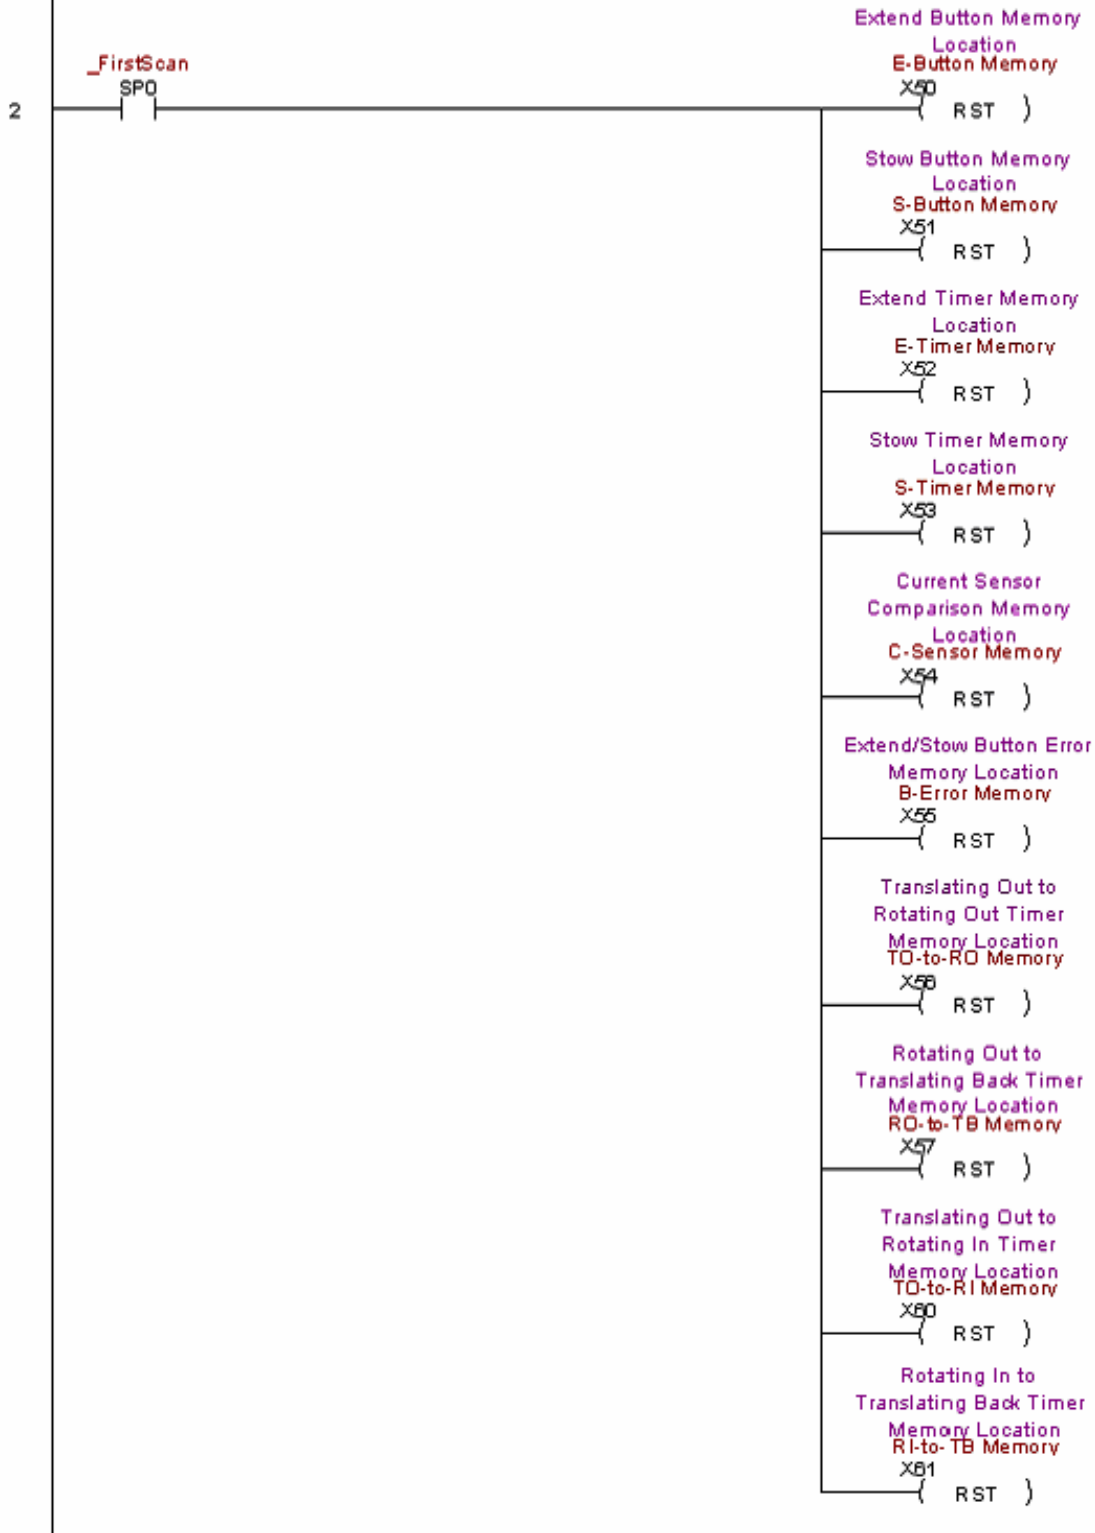 Extend Button Memory
Location
_FirstScan
E-Button Memory
SP0
X50
2
( RST )
Stow Button Memory
Location
S-Button Memory
X51
( RST )
Extend Timer Memory
Location
E-Timer Memory
X52
( RST )
Stow Timer Memory
Location
S-Timer Memory
X53
( RST )
Current Sensor
Comparison Memory
Location
C-Sensor Memory
X54
( RST )
Extend/Stow Button Error
Memory Location
B-Error Memory
X55
( RST )
Translating Out to
Rotating Out Timer
Memory Location
TO-to-RO Memory
X56
( RST )
Rotating Out to
Translating Back Timer
Memory Location
RO-to-TB Memory
X57
( RST )
Translating Out to
Rotating In Timer
Memory Location
TO-to-RI Memory
X60
( RST )
Rotating In to
Translating Back Timer
Memory Location
RI-to-TB Memory
X61
( RST )